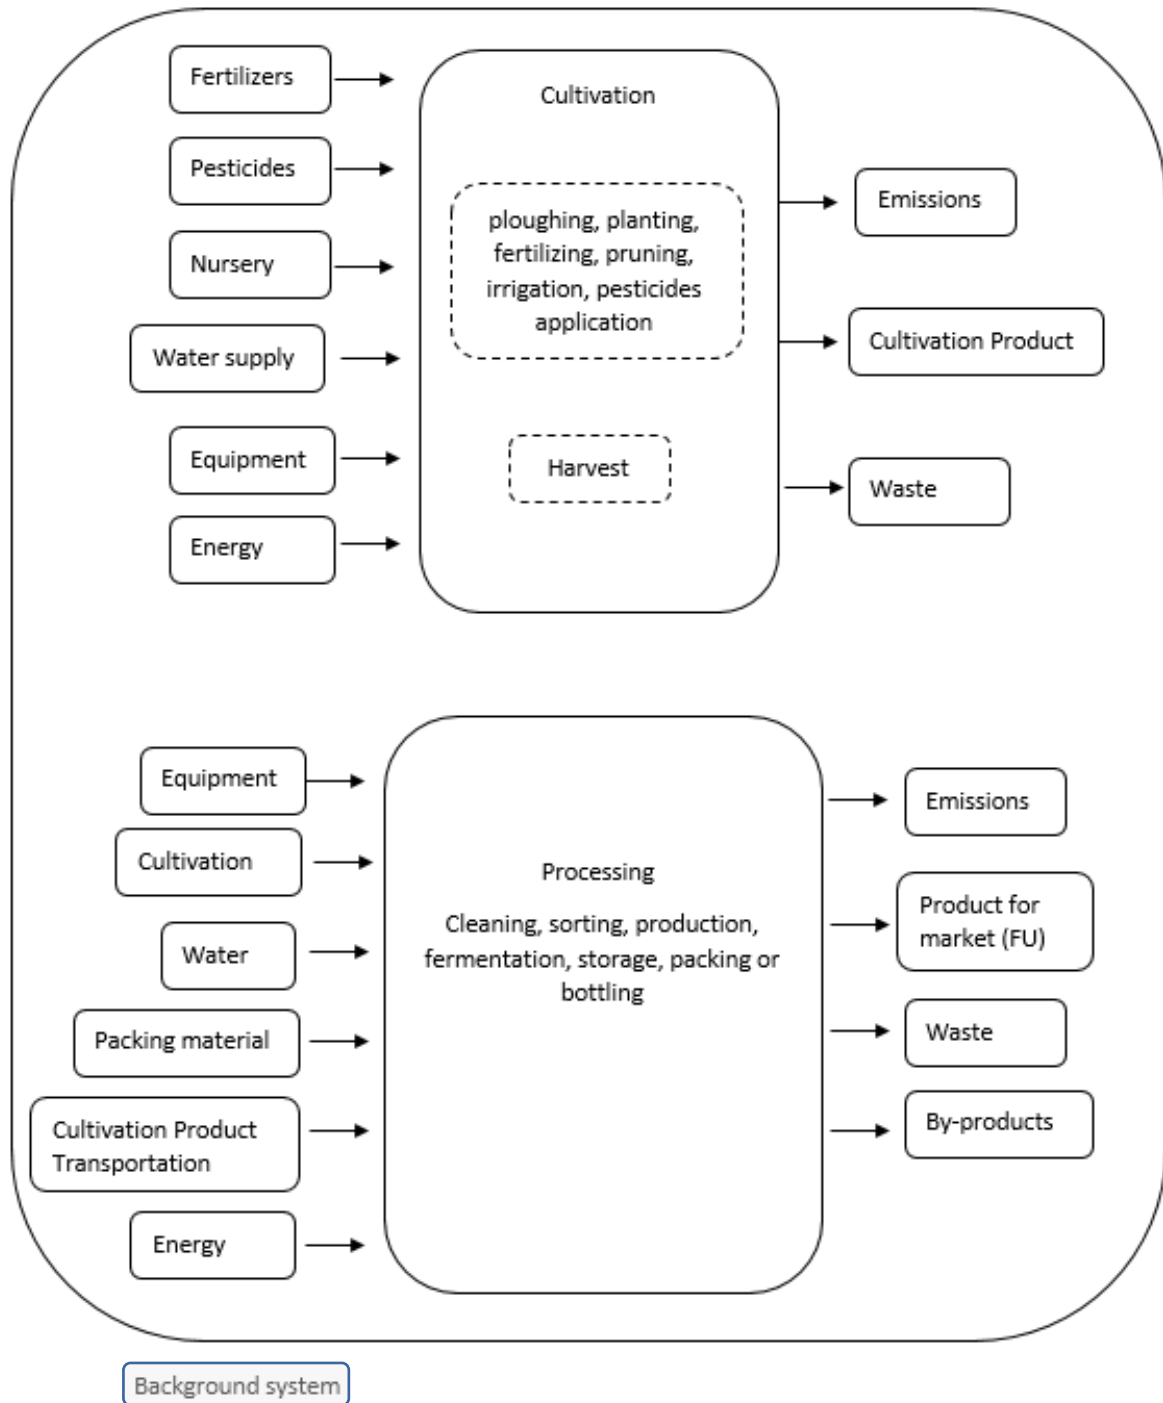 Fertilizers
Pesticides
Nursery
Water supply
Equipment
Energy
Cultivation
ploughing, planting,
fertilizing, pruning,
irrigation, pesticides
application
Harvest
Emissions
Cultivation Product
Waste
Equipment
Cultivation
Water
Packing material
Cultivation Product
Transportation
Energy
Processing
Cleaning, sorting, production,
fermentation, storage, packing or
bottling
Emissions
Product for
market (FU)
Waste
By-products
Background system